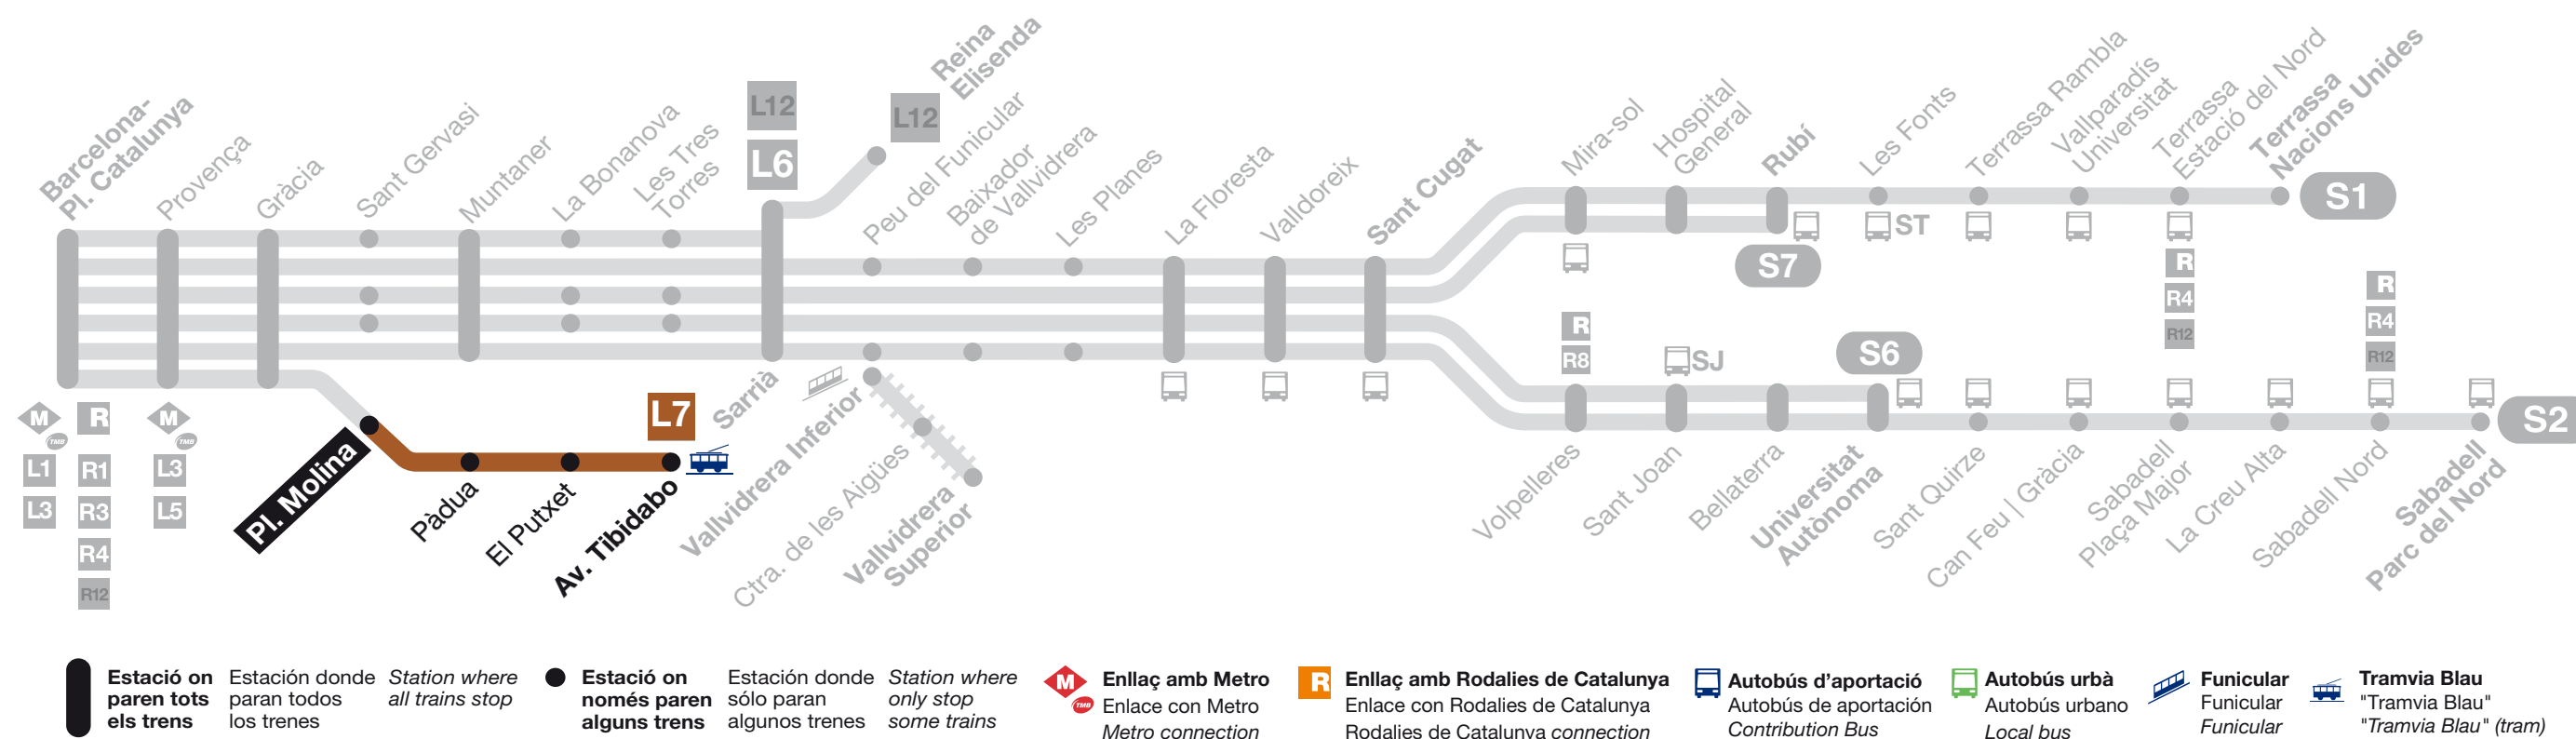 Barcelona-
Pl. Catalunya
Provença
Gràcia
Sant Gervasi
Muntaner
La Bonanova
Les Tres
Torres
L12
L6
Reina
Elisenda
L12
Peu del Funicular
Baixador
de Vallvidrera
Les Planes
La Floresta
Valldoreix
Sant Cugat
Mira-sol
Hospital
General
Rubí
Les Fonts
Terrassa Rambla
Vallparadís
Universitat
Terrassa
Estació del Nord
Terrassa
Nacions Unides
S1
ST
S7
R
R4
R12
R
R4
R12
R
R8
SJ
S6
S2
M
TMB
L1
L3
R
R1
R3
R4
R12
M
TMB
L3
L5
Pl. Molina
Pàdua
El Putxet
Av. Tibidabo
L7
Sarrià
Vallvidrera Inferior
Ctra. de les Aigües
Vallvidrera
Superior
Volpelleres
Sant Joan
Bellaterra
Universitat
Autònoma
Sant Quirze
Can Feu | Gràcia
Sabadell
Plaça Major
La Creu Alta
Sabadell Nord
Sabadell
Parc del Nord
Estació on
paren tots
els trens
Estación donde
paran todos
los trenes
Station where
all trains stop
Estació on
només paren
alguns trens
Estación donde
sólo paran
algunos trenes
Station where
only stop
some trains
M
TMB
Enllaç amb Metro
Enlace con Metro
Metro connection
R
Enllaç amb Rodalies de Catalunya
Enlace con Rodalies de Catalunya
Rodalies de Catalunya connection
Autobús d'aportació
Autobús de aportación
Contribution Bus
Autobús urbà
Autobús urbano
Local bus
Funicular
Funicular
Funicular
Tramvia Blau
"Tramvia Blau"
"Tramvia Blau" (tram)